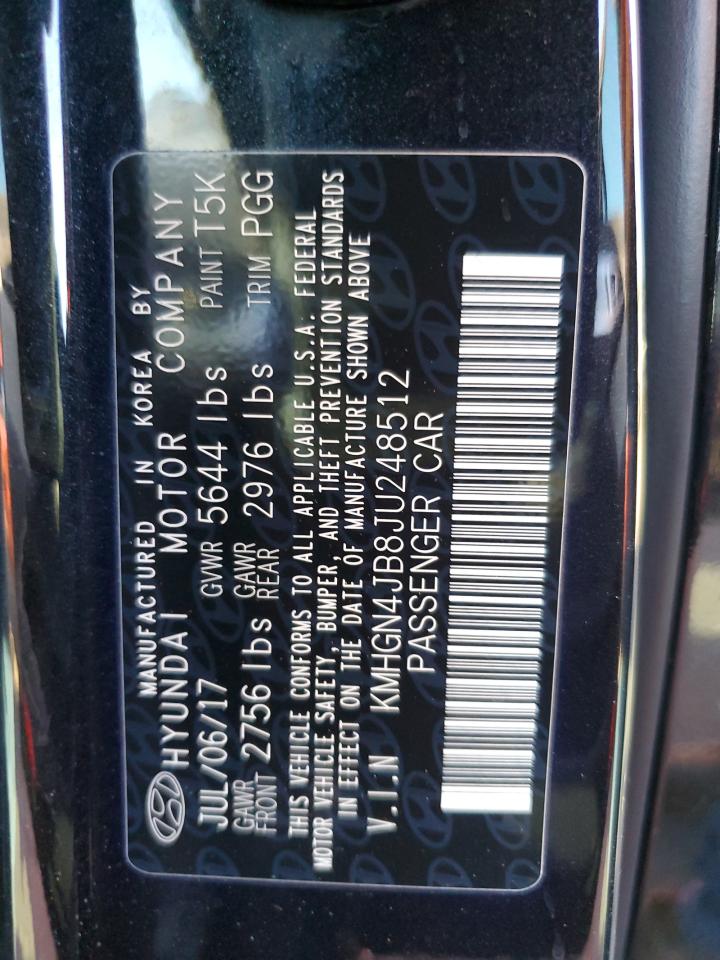 MANUFACTURED IN KOREA BY
HYUNDAI MOTOR COMPANY
JUL/06/17 GVWR 5644 lbs PAINT T5K
GAWR FRONT 2756 lbs GAWR REAR 2976 lbs TRIM PGG
THIS VEHICLE CONFORMS TO ALL APPLICABLE U.S.A. FEDERAL
MOTOR VEHICLE SAFETY, BUMPER, AND THEFT PREVENTION STANDARDS
IN EFFECT ON THE DATE OF MANUFACTURE SHOWN ABOVE
V.I.N KMHGN4JB8JU248512
PASSENGER CAR